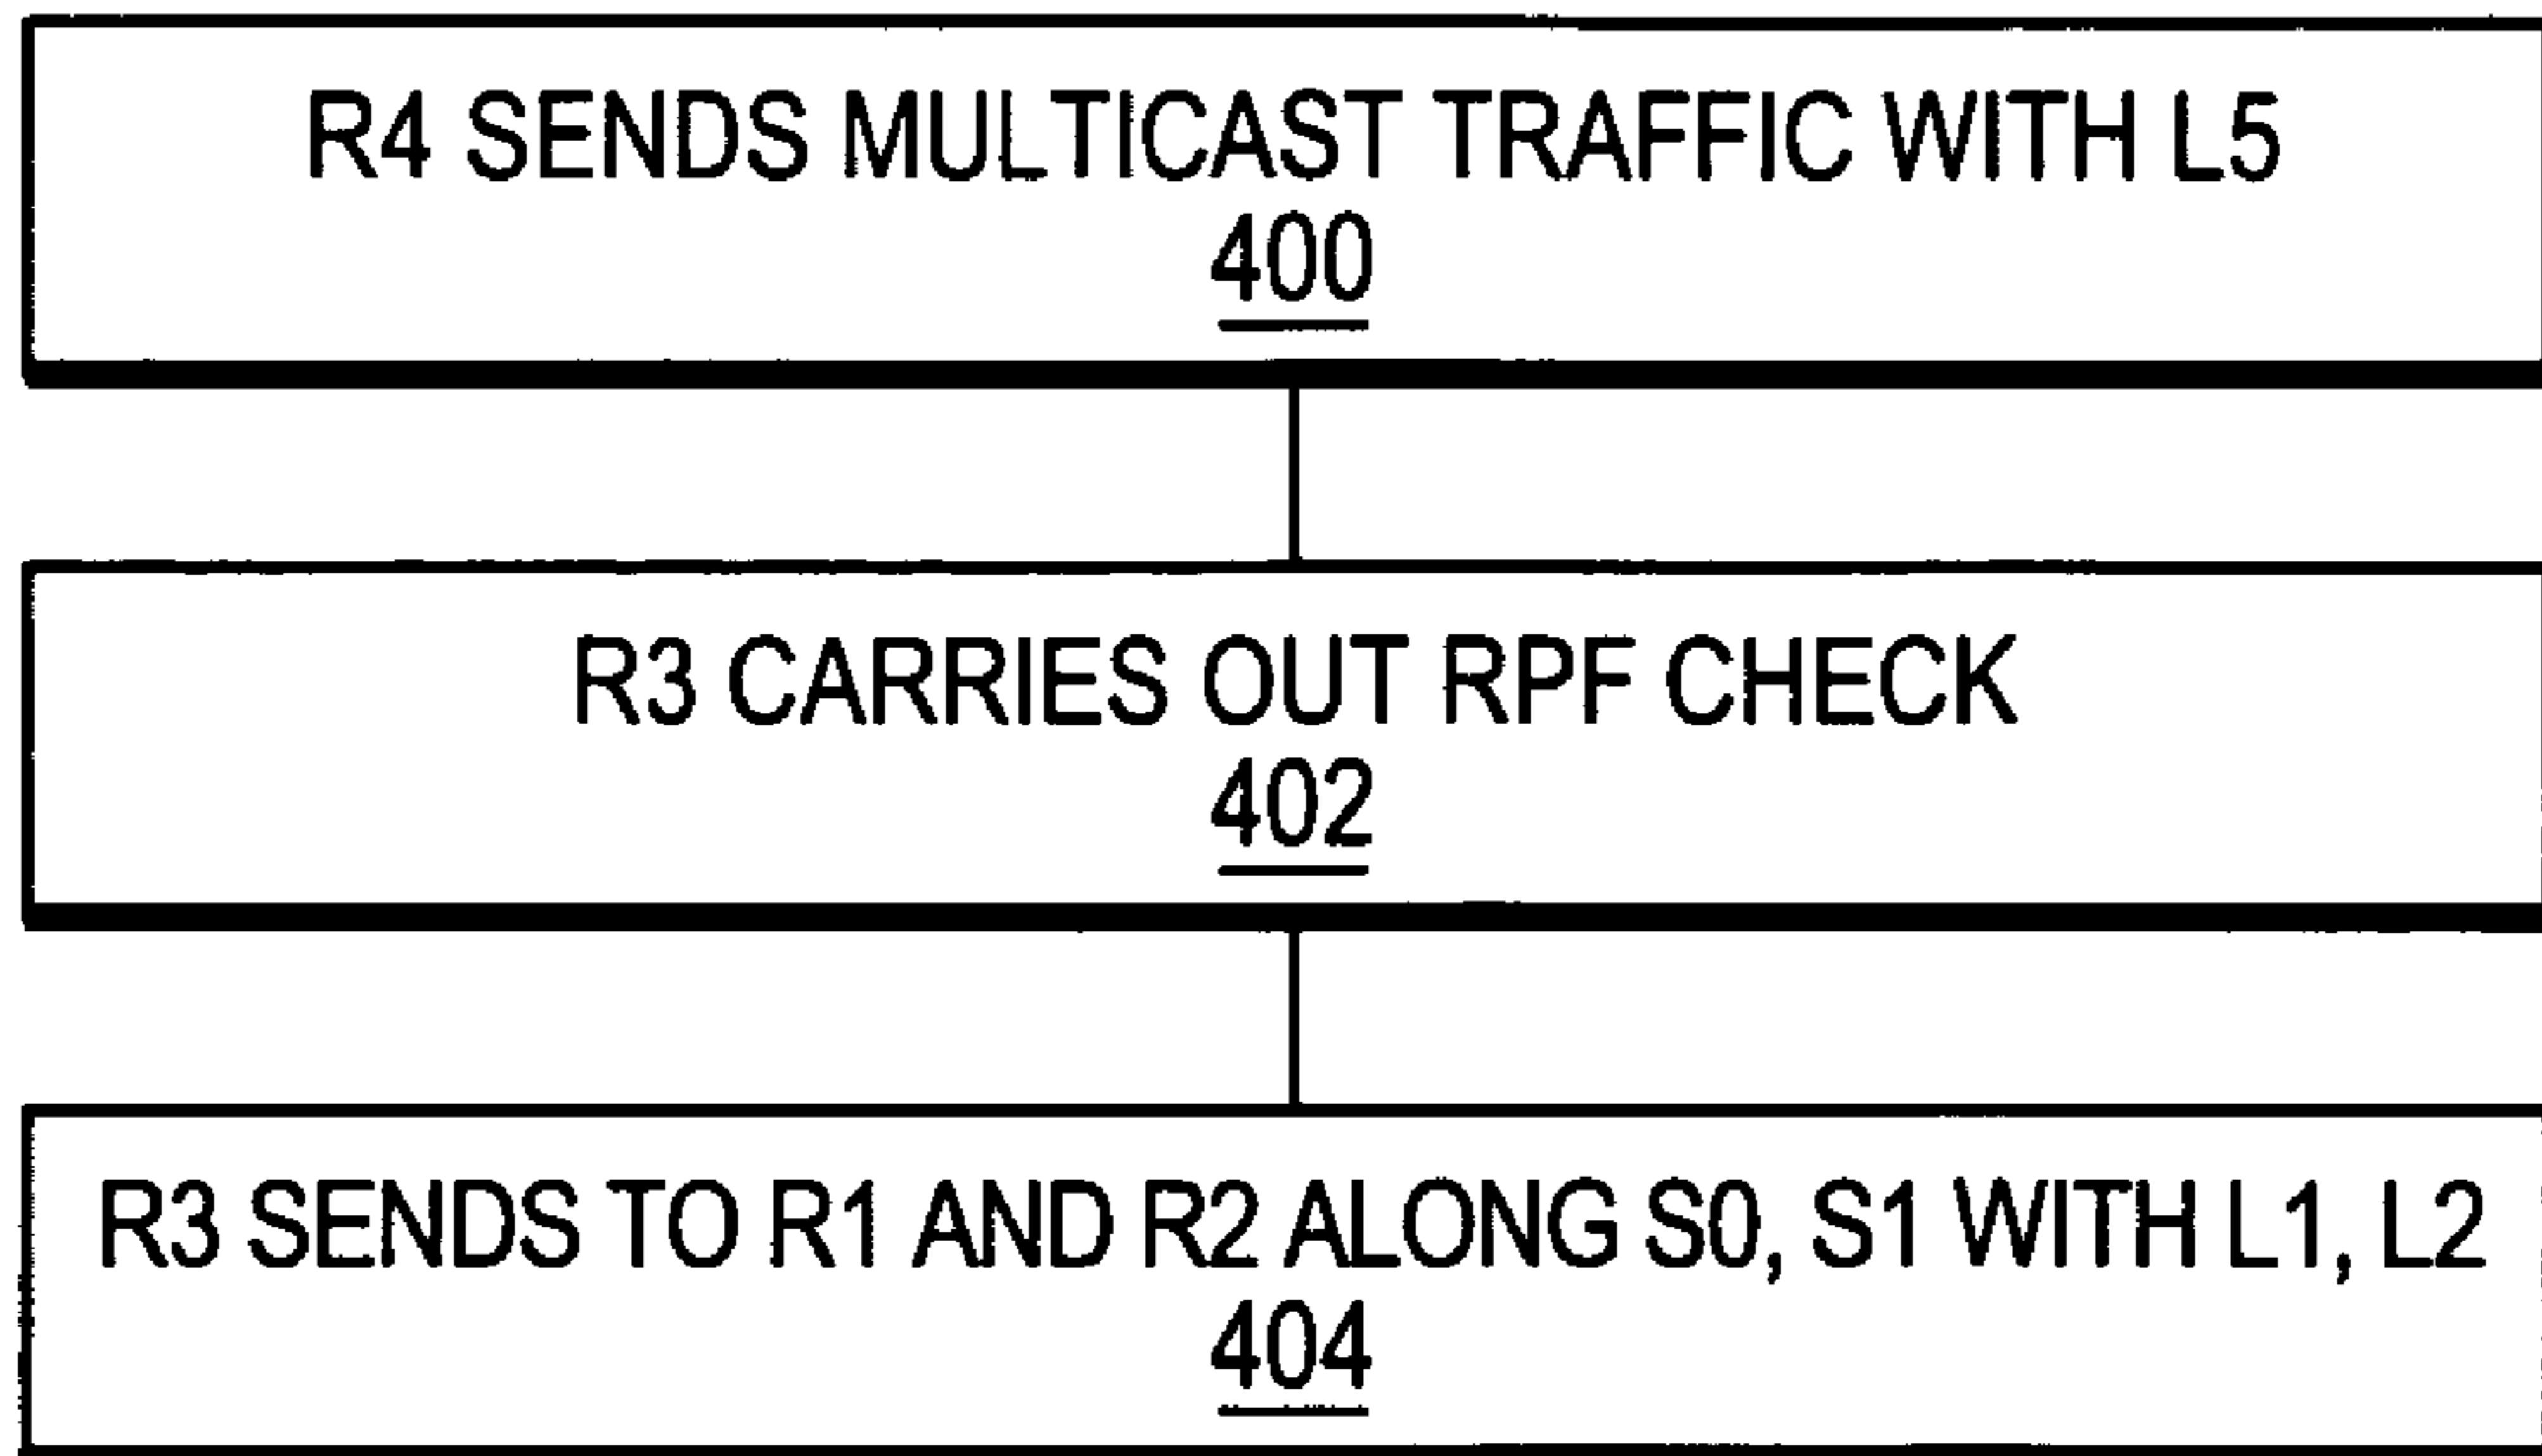 R4 SENDS MULTICAST TRAFFIC WITH L5
400
R3 CARRIES OUT RPF CHECK
402
R3 SENDS TO R1 AND R2 ALONG S0, S1 WITH L1, L2
404